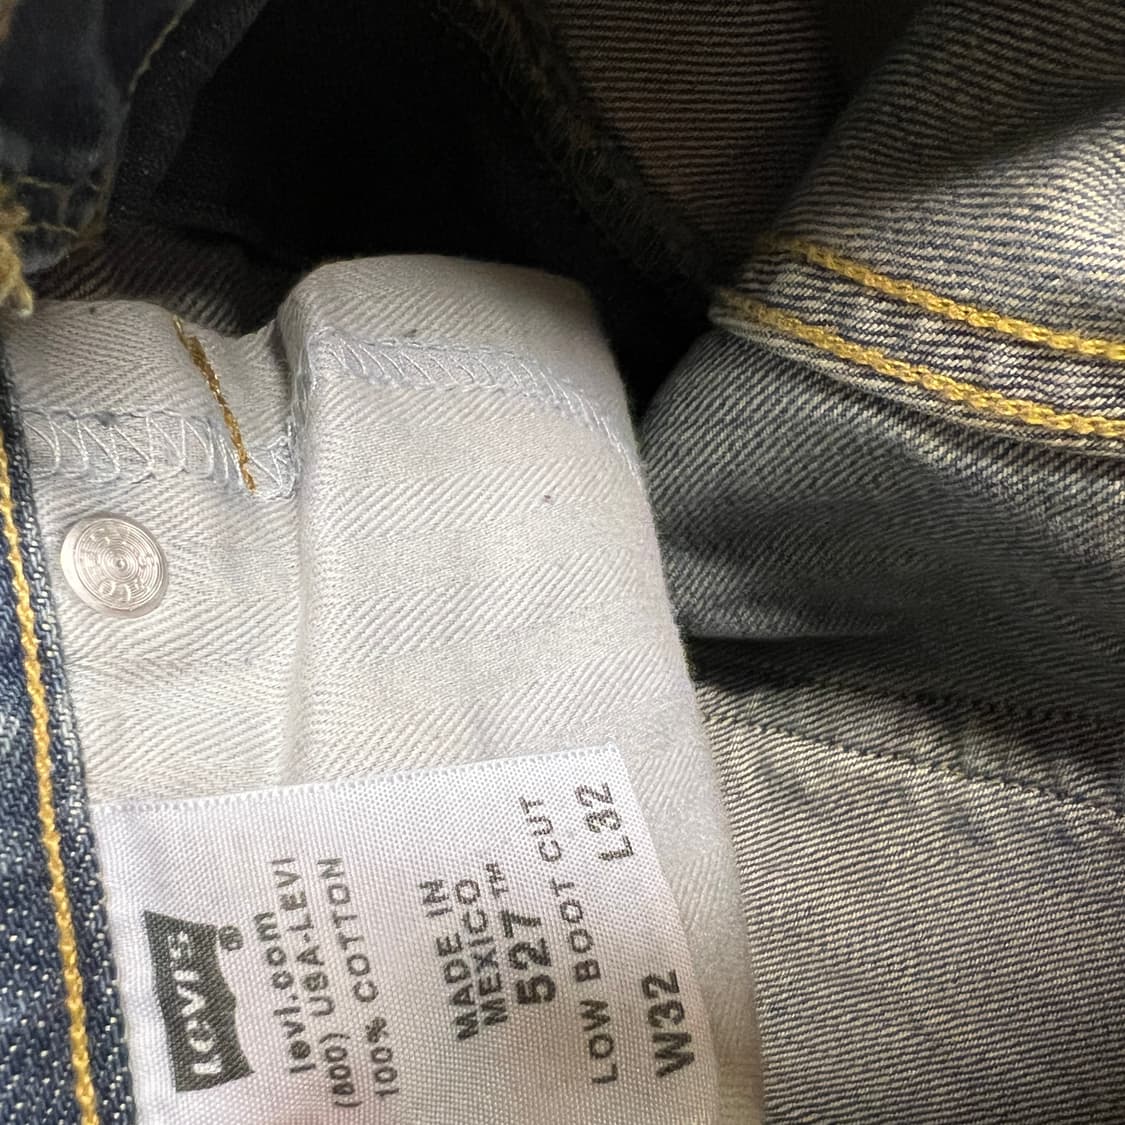 Levi's®
levi.com
(800) USA-LEVI
100% COTTON
MADE IN
MEXICO
527™
LOW BOOT CUT
W32 L32